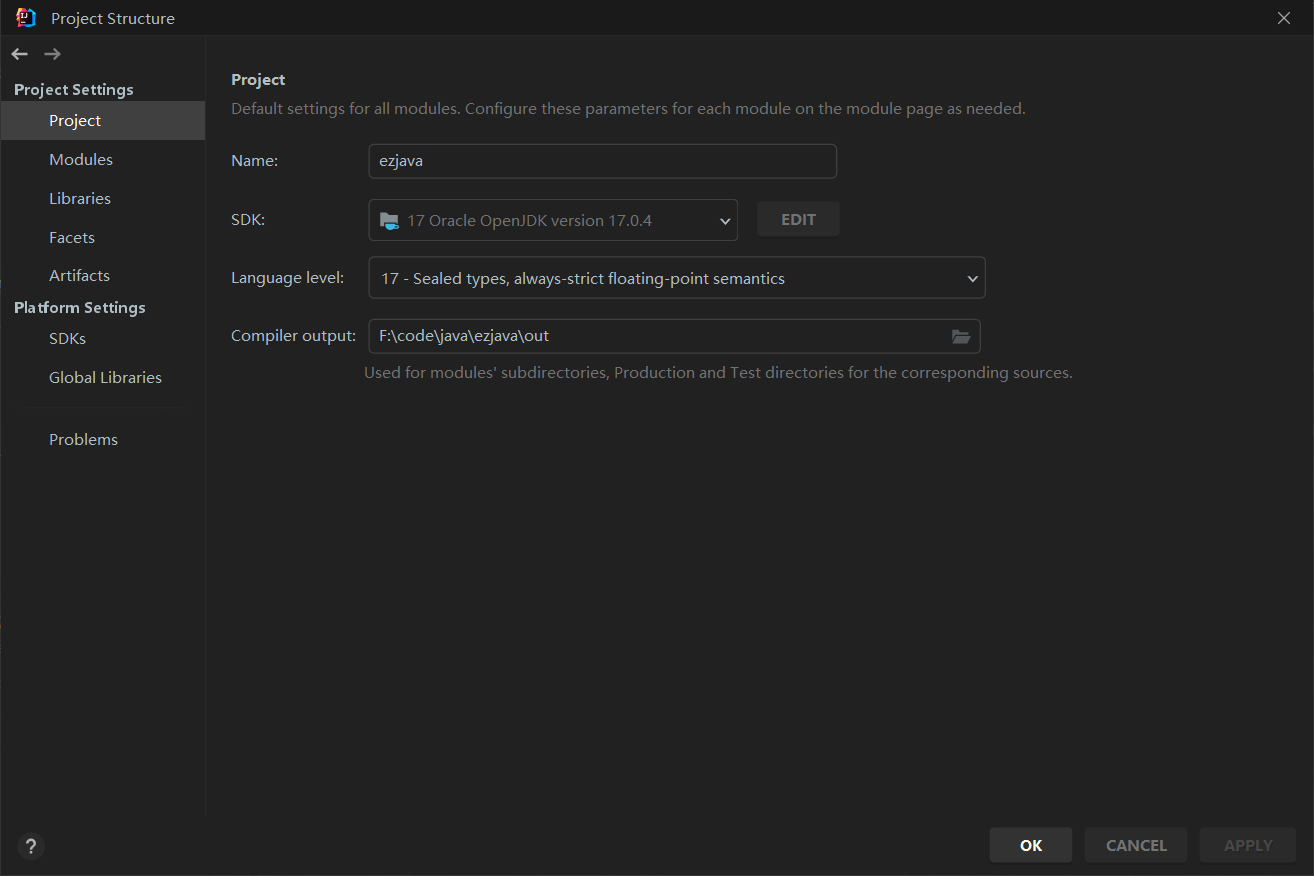 Project Structure
Project Settings
Project
Modules
Libraries
Facets
Artifacts
Platform Settings
SDKs
Global Libraries
Problems
Project
Default settings for all modules. Configure these parameters for each module on the module page as needed.
Name: ezjava
SDK: 17 Oracle OpenJDK version 17.0.4 EDIT
Language level: 17 - Sealed types, always-strict floating-point semantics
Compiler output: F:\code\java\ezjava\out
Used for modules' subdirectories, Production and Test directories for the corresponding sources.
? OK CANCEL APPLY